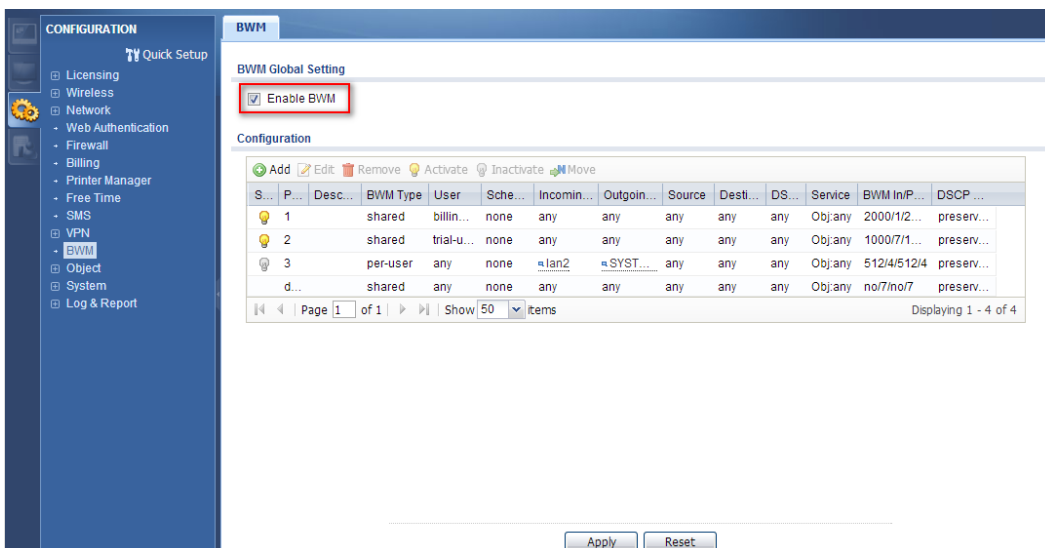 CONFIGURATION
Quick Setup
Licensing
Wireless
Network
Web Authentication
Firewall
Billing
Printer Manager
Free Time
SMS
VPN
BWM
Object
System
Log & Report
BWM
BWM Global Setting
Enable BWM
Configuration
Add Edit Remove Activate Inactivate Move
S... P... Desc... BWM Type User Sche... Incomin... Outgoin... Source Desti... DS... Service BWM In/P... DSCP ...
1 shared billin... none any any any any any Obj:any 2000/1/2... preserv...
2 shared trial-u... none any any any any any Obj:any 1000/7/1... preserv...
3 per-user any none lan2 SYST... any any any Obj:any 512/4/512/4 preserv...
d... shared any none any any any any any Obj:any no/7/no/7 preserv...
Page 1 of 1 Show 50 items Displaying 1 - 4 of 4
Apply Reset